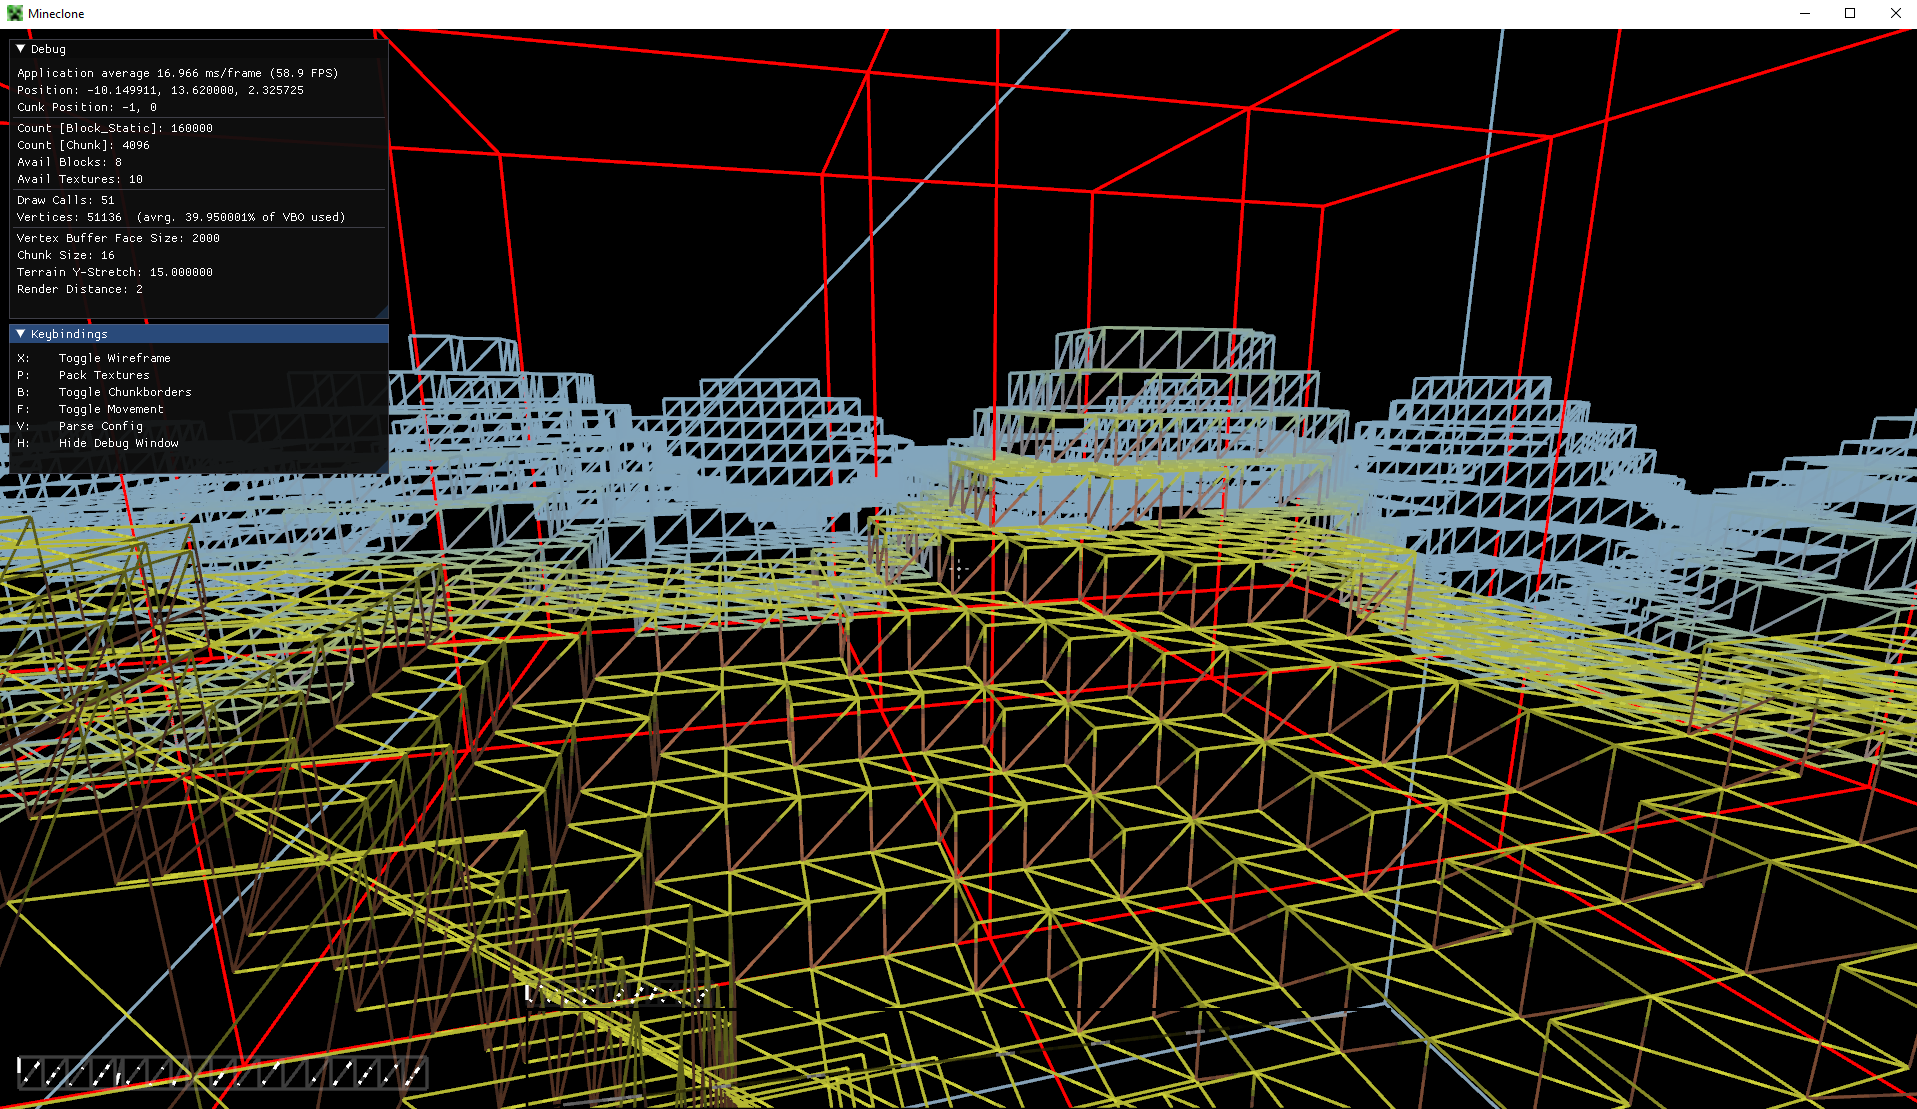 Mineclone
Debug
Application average 16.966 ms/frame (58.9 FPS)
Position: -10.149911, 13.620000, 2.325725
Cunk Position: -1, 0
Count [Block_Static]: 160000
Count [Chunk]: 4096
Avail Blocks: 8
Avail Textures: 10
Draw Calls: 51
Vertices: 51136 (avrg. 39.950001% of VBO used)
Vertex Buffer Face Size: 2000
Chunk Size: 16
Terrain Y-Stretch: 15.000000
Render Distance: 2
Keybindings
X: Toggle Wireframe
P: Pack Textures
B: Toggle Chunkborders
F: Toggle Movement
V: Parse Config
H: Hide Debug Window